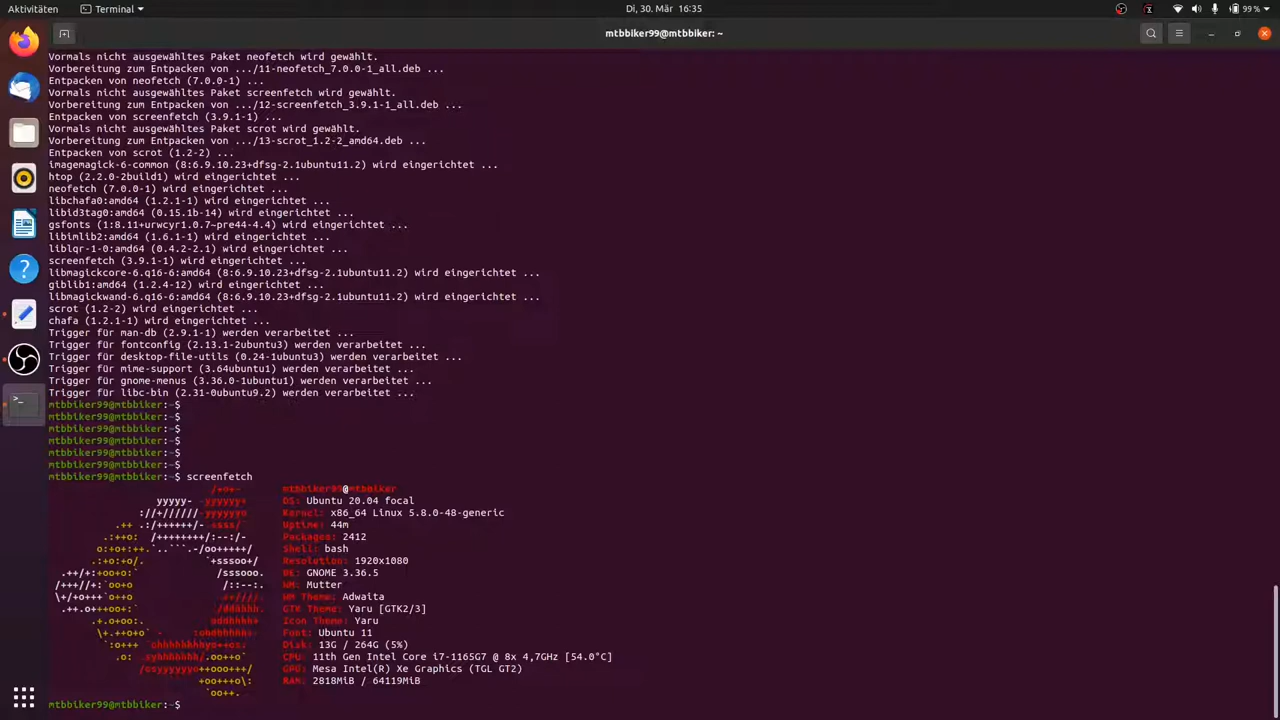 Aktivitäten
Terminal
Di, 30. Mär 16:35
99 %
mtbbiker99@mtbbiker: ~
Vormals nicht ausgewähltes Paket neofetch wird gewählt.
Vorbereitung zum Entpacken von .../11-neofetch_7.0.0-1_all.deb ...
Entpacken von neofetch (7.0.0-1) ...
Vormals nicht ausgewähltes Paket screenfetch wird gewählt.
Vorbereitung zum Entpacken von .../12-screenfetch_3.9.1-1_all.deb ...
Entpacken von screenfetch (3.9.1-1) ...
Vormals nicht ausgewähltes Paket scrot wird gewählt.
Vorbereitung zum Entpacken von .../13-scrot_1.2-2_amd64.deb ...
Entpacken von scrot (1.2-2) ...
imagemagick-6-common (8:6.9.10.23+dfsg-2.1ubuntu11.2) wird eingerichtet ...
htop (2.2.0-2build1) wird eingerichtet ...
neofetch (7.0.0-1) wird eingerichtet ...
libchafa0:amd64 (1.2.1-1) wird eingerichtet ...
libid3tag0:amd64 (0.15.1b-14) wird eingerichtet ...
gsfonts (1:8.11+urwcyr1.0.7~pre44-4.4) wird eingerichtet ...
libimlib2:amd64 (1.6.1-1) wird eingerichtet ...
liblqr-1-0:amd64 (0.4.2-2.1) wird eingerichtet ...
screenfetch (3.9.1-1) wird eingerichtet ...
libmagickcore-6.q16-6:amd64 (8:6.9.10.23+dfsg-2.1ubuntu11.2) wird eingerichtet ...
giblib1:amd64 (1.2.4-12) wird eingerichtet ...
libmagickwand-6.q16-6:amd64 (8:6.9.10.23+dfsg-2.1ubuntu11.2) wird eingerichtet ...
scrot (1.2-2) wird eingerichtet ...
chafa (1.2.1-1) wird eingerichtet ...
Trigger für man-db (2.9.1-1) werden verarbeitet ...
Trigger für fontconfig (2.13.1-2ubuntu3) werden verarbeitet ...
Trigger für desktop-file-utils (0.24-1ubuntu3) werden verarbeitet ...
Trigger für mime-support (3.64ubuntu1) werden verarbeitet ...
Trigger für gnome-menus (3.36.0-1ubuntu1) werden verarbeitet ...
Trigger für libc-bin (2.31-0ubuntu9.2) werden verarbeitet ...
mtbbiker99@mtbbiker:~$
mtbbiker99@mtbbiker:~$
mtbbiker99@mtbbiker:~$
mtbbiker99@mtbbiker:~$
mtbbiker99@mtbbiker:~$
mtbbiker99@mtbbiker:~$
mtbbiker99@mtbbiker:~$ screenfetch
mtbbiker99@mtbbiker
OS: Ubuntu 20.04 focal
Kernel: x86_64 Linux 5.8.0-48-generic
Uptime: 44m
Packages: 2412
Shell: bash
Resolution: 1920x1080
DE: GNOME 3.36.5
WM: Mutter
WM Theme: Adwaita
GTK Theme: Yaru [GTK2/3]
Icon Theme: Yaru
Font: Ubuntu 11
Disk: 13G / 264G (5%)
CPU: 11th Gen Intel Core i7-1165G7 @ 8x 4,7GHz [54.0°C]
GPU: Mesa Intel(R) Xe Graphics (TGL GT2)
RAM: 2818MiB / 64119MiB
mtbbiker99@mtbbiker:~$